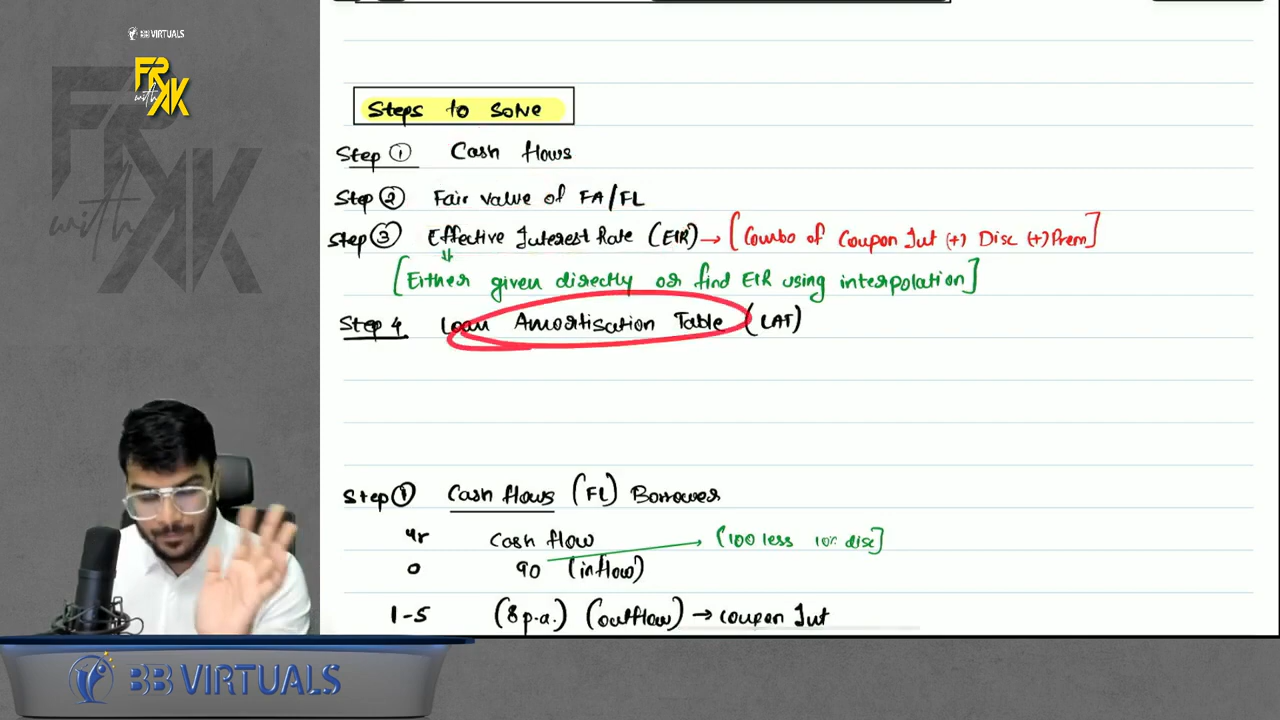 BB VIRTUALS
FR
with
AK
FR
with
AK
Steps to Solve
Step ① Cash flows
Step ② Fair value of FA/FL
Step ③ Effective Interest Rate (EIR) → [Combo of Coupon Int (+) Disc (+) Prem]
[Either given directly or find EIR using interpolation]
Step 4 Loan Amortisation Table (LAT)
Step ① Cash flows (FL) Borrower
Yr Cash flow → [100 less 10% disc]
0 90 (inflow)
1-5 (8 p.a.) (outflow) → Coupon Int
BB VIRTUALS